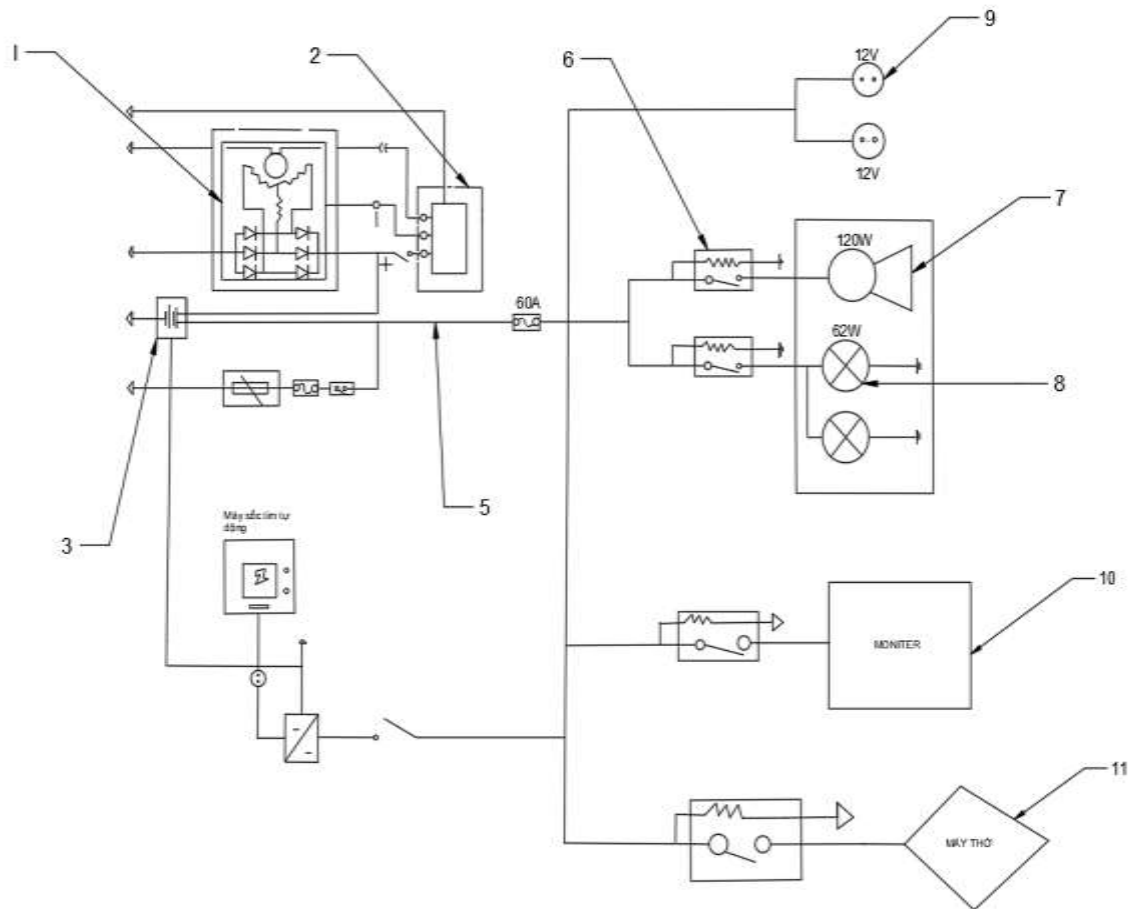 1
2
6
12V
9
12V
7
120W
60A
62W
8
3
5
Máy sốc tim tự
động
10
MONITER
11
MÁY THỞ